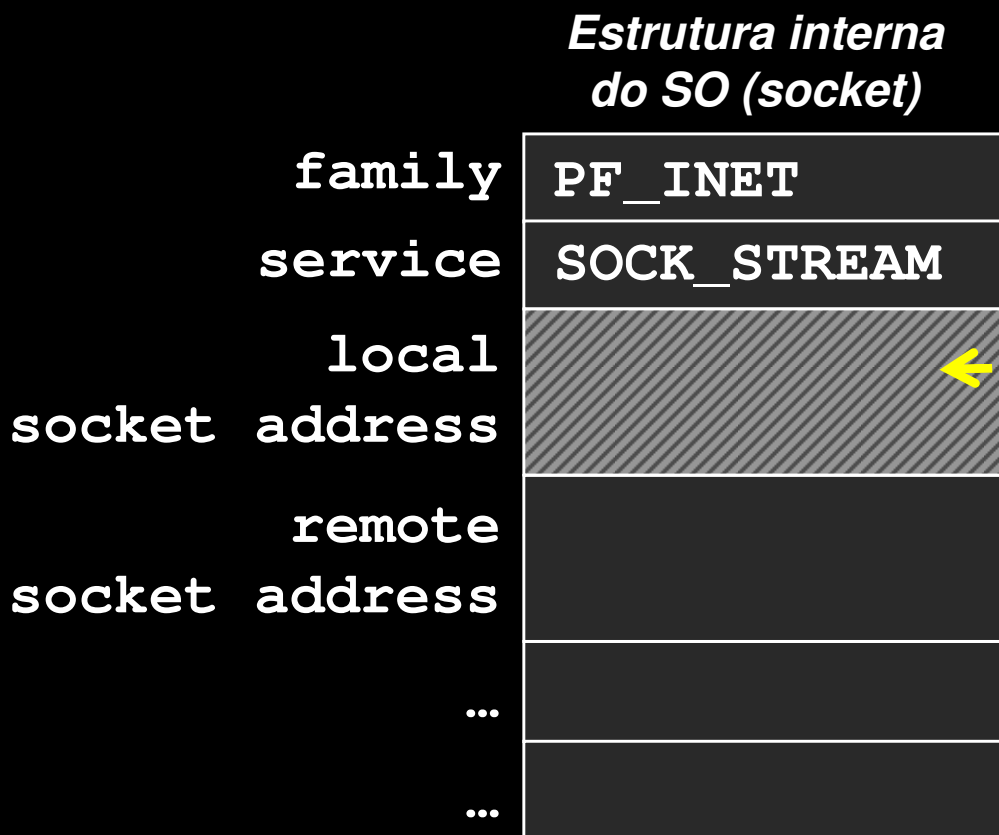 Estrutura interna
do SO (socket)
family PF_INET
service SOCK_STREAM
local
socket address
remote
socket address
…
…